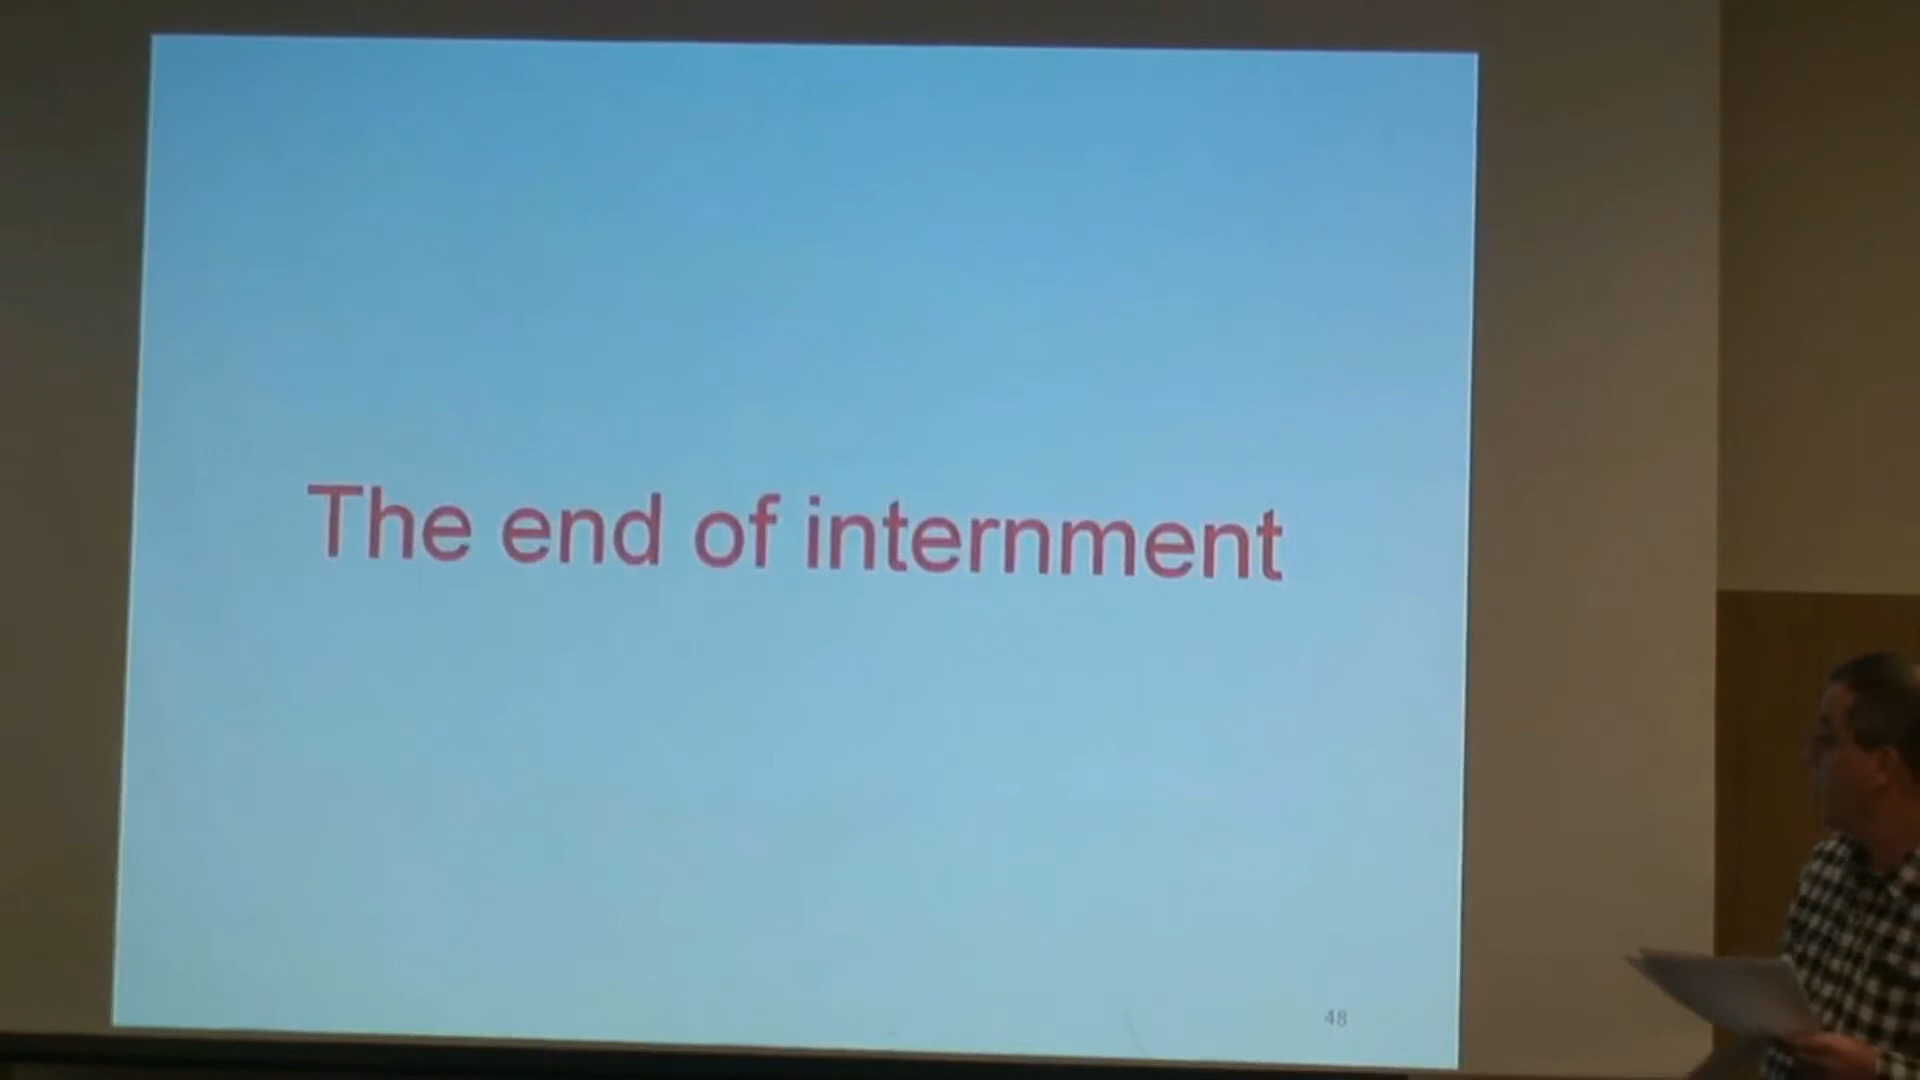 The end of internment
48